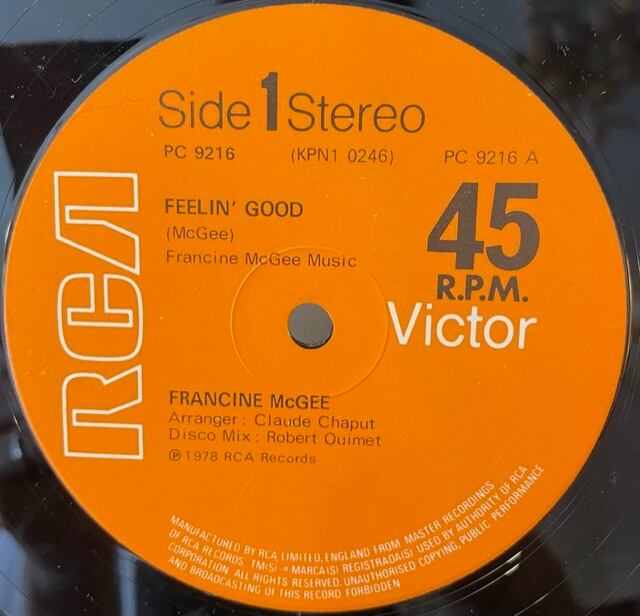 Side 1 Stereo
PC 9216 (KPN1 0246) PC 9216 A
FEELIN' GOOD
(McGee)
Francine McGee Music
45
R.P.M.
RCA
Victor
FRANCINE McGEE
Arranger : Claude Chaput
Disco Mix : Robert Ouimet
℗ 1978 RCA Records
MANUFACTURED BY RCA LIMITED, ENGLAND FROM MASTER RECORDINGS
OF RCA RECORDS TM(S) - MARCA(S) REGISTRADA(S) USED BY AUTHORITY OF RCA
CORPORATION ALL RIGHTS RESERVED. UNAUTHORISED COPYING, PUBLIC PERFORMANCE
AND BROADCASTING OF THIS RECORD FORBIDDEN